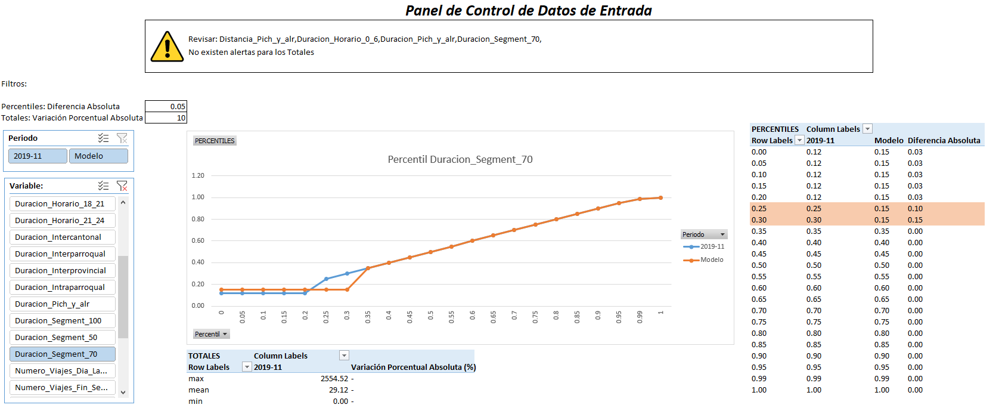 Panel de Control de Datos de Entrada
Revisar: Distancia_Pich_y_alr,Duracion_Horario_0_6,Duracion_Pich_y_alr,Duracion_Segment_70,
No existen alertas para los Totales
Filtros:
Percentiles: Diferencia Absoluta 0.05
Totales: Variación Porcentual Absoluta 10
Periodo
2019-11 Modelo
Variable:
Duracion_Horario_18_21
Duracion_Horario_21_24
Duracion_Intercantonal
Duracion_Interparroqual
Duracion_Interprovincial
Duracion_Intraparroqual
Duracion_Pich_y_alr
Duracion_Segment_100
Duracion_Segment_50
Duracion_Segment_70
Numero_Viajes_Dia_La...
Numero_Viajes_Fin_Se...
PERCENTILES
Percentil Duracion_Segment_70
1.20
1.00
0.80
0.60
0.40
0.20
0.00
0 0.05 0.1 0.15 0.2 0.25 0.3 0.35 0.4 0.45 0.5 0.55 0.6 0.65 0.7 0.75 0.8 0.85 0.9 0.95 0.99 1
Percentil
Periodo
2019-11
Modelo
TOTALES Column Labels
Row Labels 2019-11 Variación Porcentual Absoluta (%)
max 2554.52 -
mean 29.12 -
min 0.00 -
PERCENTILES Column Labels
Row Labels 2019-11 Modelo Diferencia Absoluta
0.00 0.12 0.15 0.03
0.05 0.12 0.15 0.03
0.10 0.12 0.15 0.03
0.15 0.12 0.15 0.03
0.20 0.12 0.15 0.03
0.25 0.25 0.15 0.10
0.30 0.30 0.15 0.15
0.35 0.35 0.35 0.00
0.40 0.40 0.40 0.00
0.45 0.45 0.45 0.00
0.50 0.50 0.50 0.00
0.55 0.55 0.55 0.00
0.60 0.60 0.60 0.00
0.65 0.65 0.65 0.00
0.70 0.70 0.70 0.00
0.75 0.75 0.75 0.00
0.80 0.80 0.80 0.00
0.85 0.85 0.85 0.00
0.90 0.90 0.90 0.00
0.95 0.95 0.95 0.00
0.99 0.99 0.99 0.00
1.00 1.00 1.00 0.00